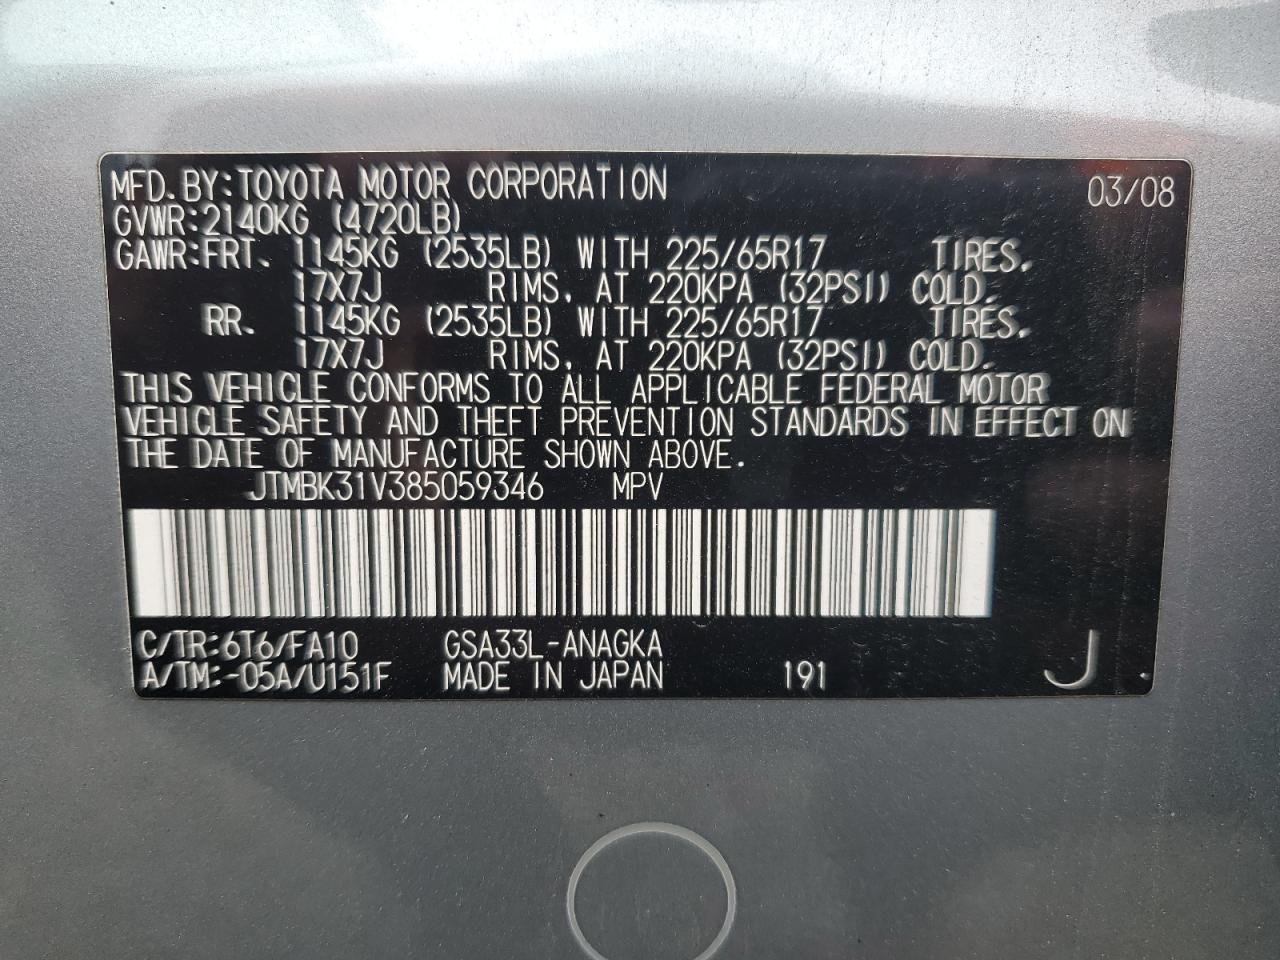 MFD. BY: TOYOTA MOTOR CORPORATION 03/08
GVWR: 2140KG (4720LB)
GAWR: FRT. 1145KG (2535LB) WITH 225/65R17 TIRES.
17X7J RIMS, AT 220KPA (32PSI) COLD.
RR. 1145KG (2535LB) WITH 225/65R17 TIRES.
17X7J RIMS, AT 220KPA (32PSI) COLD.
THIS VEHICLE CONFORMS TO ALL APPLICABLE FEDERAL MOTOR
VEHICLE SAFETY AND THEFT PREVENTION STANDARDS IN EFFECT ON
THE DATE OF MANUFACTURE SHOWN ABOVE.
JTMBK31V385059346 MPV
C/TR: 6T6/FA10 GSA33L-ANAGKA
A/TM: -05A/U151F MADE IN JAPAN 191 J